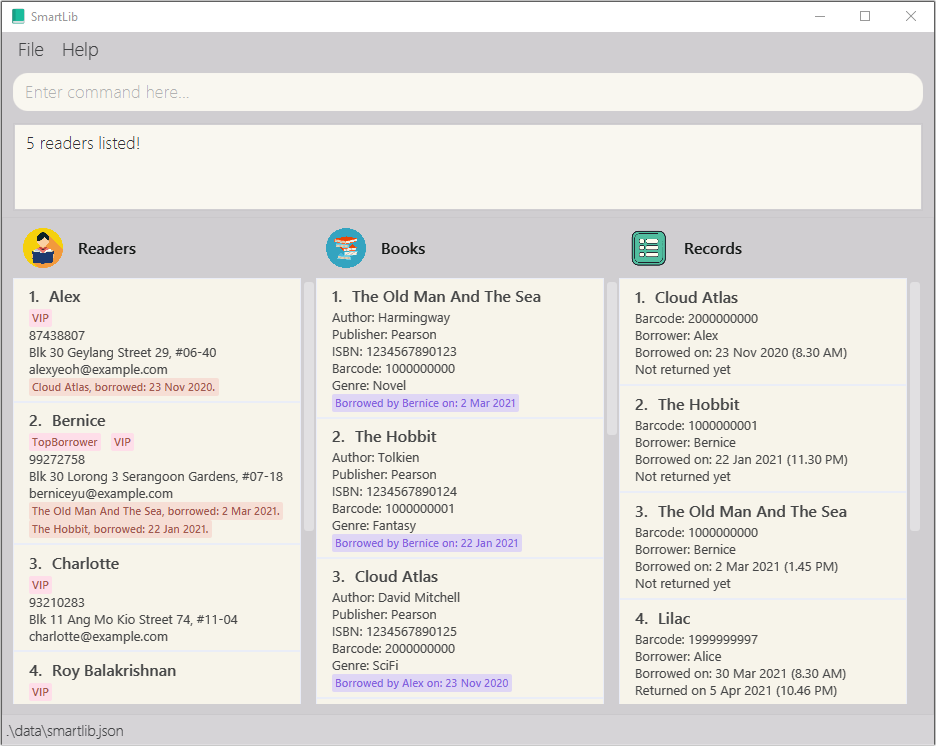 SmartLib
File Help
Enter command here...
5 readers listed!
Readers
1. Alex
VIP
87438807
Blk 30 Geylang Street 29, #06-40
alexyeoh@example.com
Cloud Atlas, borrowed: 23 Nov 2020.
2. Bernice
TopBorrower VIP
99272758
Blk 30 Lorong 3 Serangoon Gardens, #07-18
berniceyu@example.com
The Old Man And The Sea, borrowed: 2 Mar 2021.
The Hobbit, borrowed: 22 Jan 2021.
3. Charlotte
VIP
93210283
Blk 11 Ang Mo Kio Street 74, #11-04
charlotte@example.com
4. Roy Balakrishnan
VIP
Books
1. The Old Man And The Sea
Author: Harmingway
Publisher: Pearson
ISBN: 1234567890123
Barcode: 1000000000
Genre: Novel
Borrowed by Bernice on: 2 Mar 2021
2. The Hobbit
Author: Tolkien
Publisher: Pearson
ISBN: 1234567890124
Barcode: 1000000001
Genre: Fantasy
Borrowed by Bernice on: 22 Jan 2021
3. Cloud Atlas
Author: David Mitchell
Publisher: Pearson
ISBN: 1234567890125
Barcode: 2000000000
Genre: SciFi
Borrowed by Alex on: 23 Nov 2020
Records
1. Cloud Atlas
Barcode: 2000000000
Borrower: Alex
Borrowed on: 23 Nov 2020 (8.30 AM)
Not returned yet
2. The Hobbit
Barcode: 1000000001
Borrower: Bernice
Borrowed on: 22 Jan 2021 (11.30 PM)
Not returned yet
3. The Old Man And The Sea
Barcode: 1000000000
Borrower: Bernice
Borrowed on: 2 Mar 2021 (1.45 PM)
Not returned yet
4. Lilac
Barcode: 1999999997
Borrower: Alice
Borrowed on: 30 Mar 2021 (8.30 AM)
Returned on 5 Apr 2021 (10.46 PM)
.\data\smartlib.json